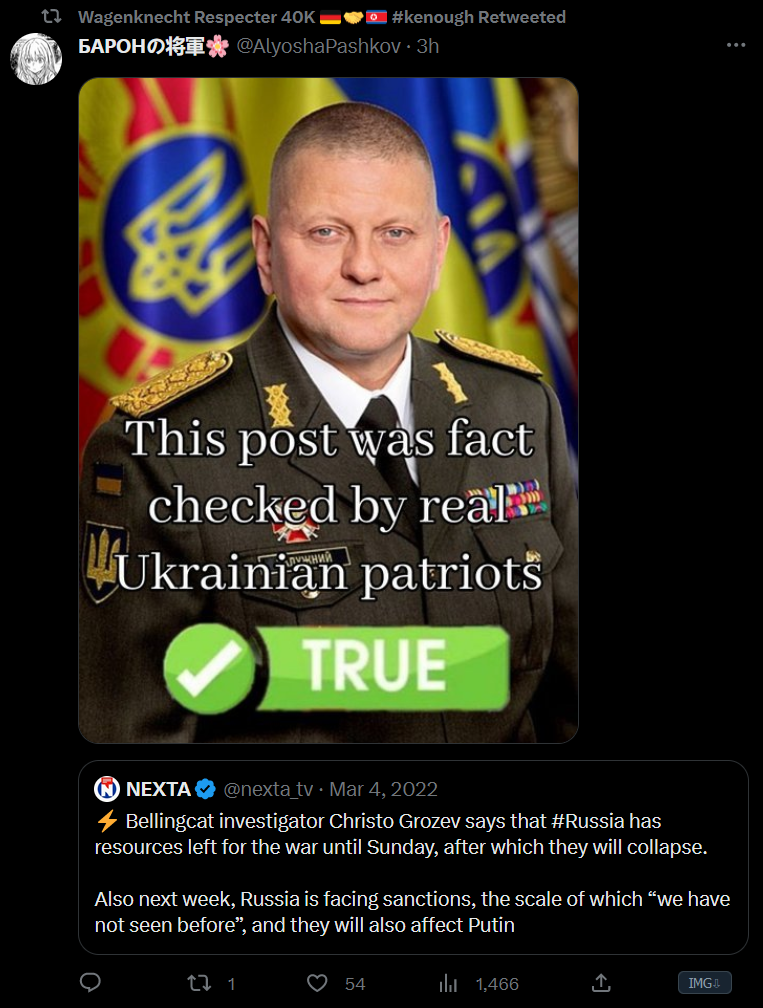 Wagenknecht Respecter 40K 🇩🇪🤝🇰🇵 #kenough Retweeted
БАРОНの将軍🌸 @AlyoshaPashkov · 3h
This post was fact
checked by real
Ukrainian patriots
TRUE
NEXTA @nexta_tv · Mar 4, 2022
⚡ Bellingcat investigator Christo Grozev says that #Russia has
resources left for the war until Sunday, after which they will collapse.
Also next week, Russia is facing sanctions, the scale of which “we have
not seen before”, and they will also affect Putin
1
54
1,466
IMG⇩